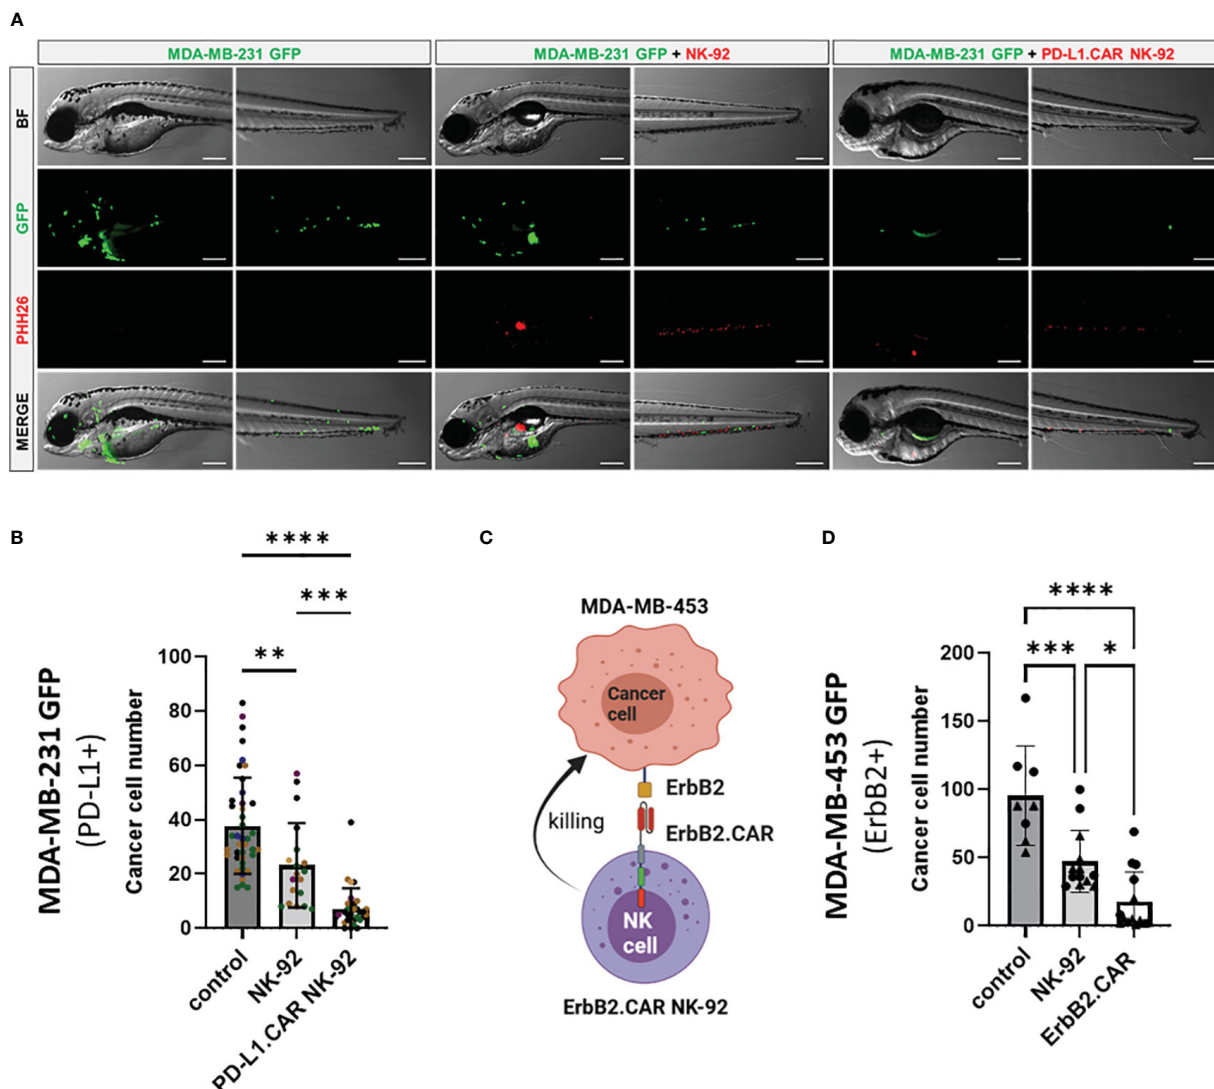 A
MDA-MB-231 GFP
MDA-MB-231 GFP + NK-92
MDA-MB-231 GFP + PD-L1.CAR NK-92
BF
GFP
PHH26
MERGE
B
****
***
**
MDA-MB-231 GFP
(PD-L1+)
Cancer cell number
100
80
60
40
20
0
control
NK-92
PD-L1.CAR NK-92
C
MDA-MB-453
Cancer
cell
ErbB2
killing
ErbB2.CAR
NK
cell
ErbB2.CAR NK-92
D
****
***
*
MDA-MB-453 GFP
(ErbB2+)
Cancer cell number
200
150
100
50
0
control
NK-92
ErbB2.CAR